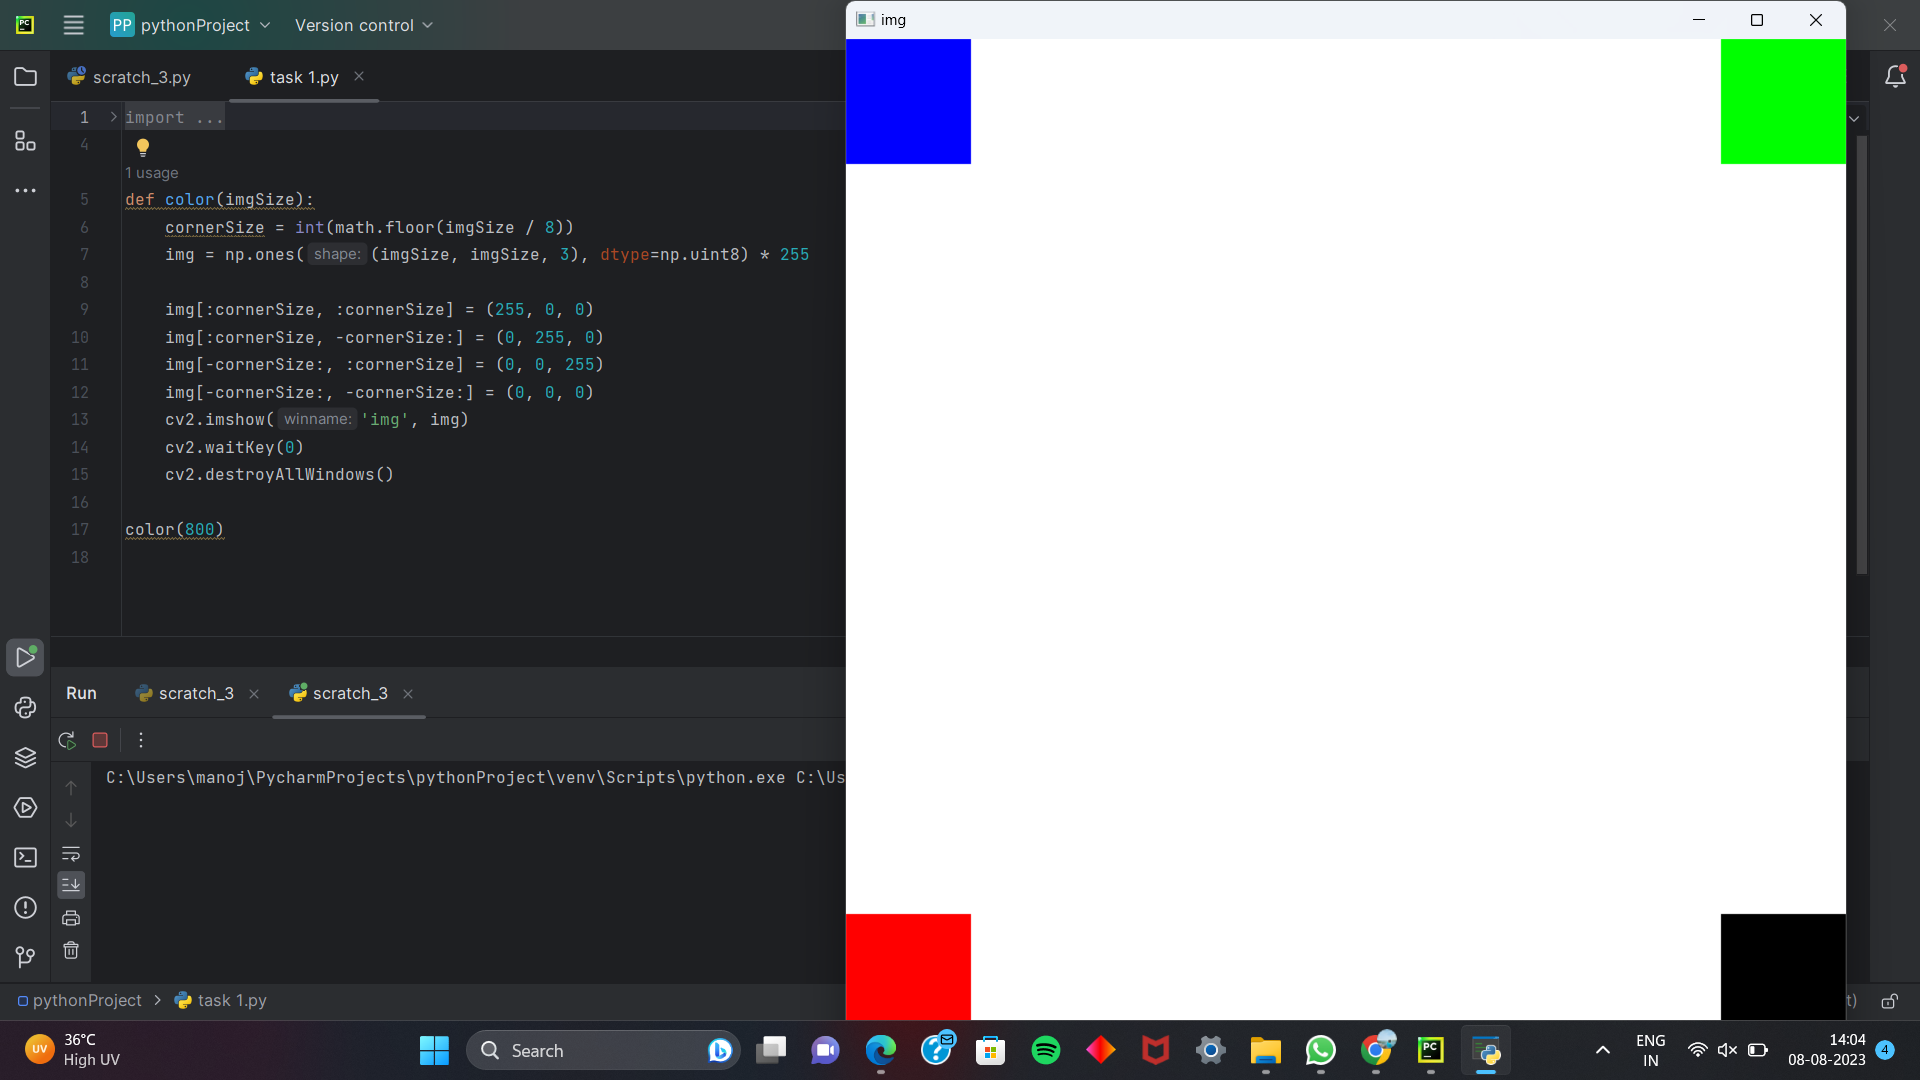 PC
PP pythonProject
Version control
img
scratch_3.py
task 1.py
1 import ...
4
1 usage
5 def color(imgSize):
6 cornerSize = int(math.floor(imgSize / 8))
7 img = np.ones( shape: (imgSize, imgSize, 3), dtype=np.uint8) * 255
8
9 img[:cornerSize, :cornerSize] = (255, 0, 0)
10 img[:cornerSize, -cornerSize:] = (0, 255, 0)
11 img[-cornerSize:, :cornerSize] = (0, 0, 255)
12 img[-cornerSize:, -cornerSize:] = (0, 0, 0)
13 cv2.imshow( winname: 'img', img)
14 cv2.waitKey(0)
15 cv2.destroyAllWindows()
16
17 color(800)
18
Run
scratch_3
scratch_3
C:\Users\manoj\PycharmProjects\pythonProject\venv\Scripts\python.exe C:\Us
pythonProject > task 1.py
t)
UV
36°C
High UV
Search
PC
ENG
IN
14:04
08-08-2023
4